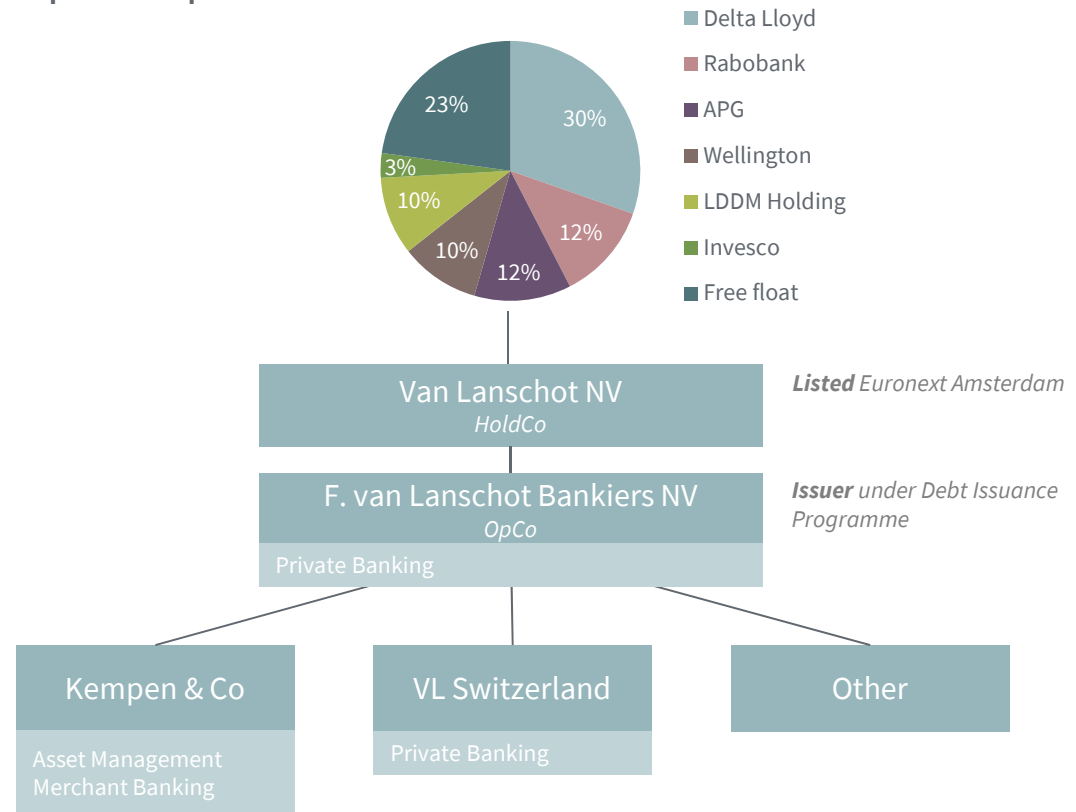 Delta Lloyd
Rabobank
APG
Wellington
LDDM Holding
Invesco
Free float
23%
30%
3%
10%
12%
10%
12%
Van Lanschot NV
HoldCo
Listed Euronext Amsterdam
F. van Lanschot Bankiers NV
OpCo
Private Banking
Issuer under Debt Issuance
Programme
Kempen & Co
Asset Management
Merchant Banking
VL Switzerland
Private Banking
Other